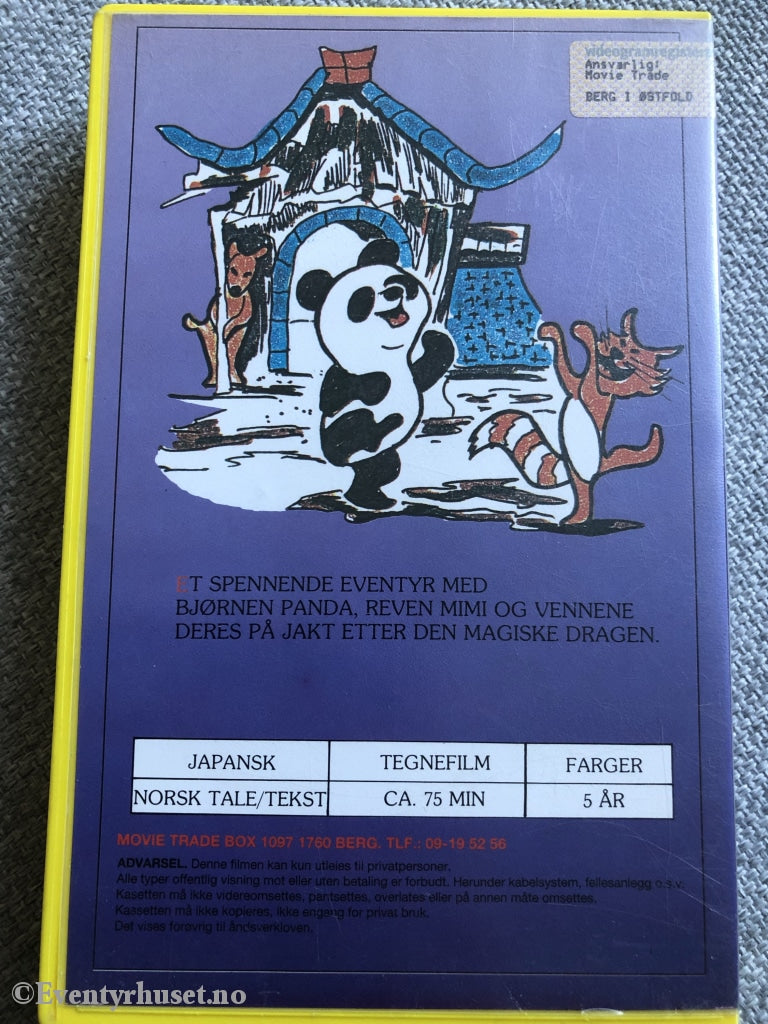 videogramregister
Ansvarlig:
Movie Trade
BERG I ØSTFOLD
ET SPENNENDE EVENTYR MED
BJØRNEN PANDA, REVEN MIMI OG VENNENE
DERES PÅ JAKT ETTER DEN MAGISKE DRAGEN.
JAPANSK TEGNEFILM FARGER
NORSK TALE/TEKST CA. 75 MIN 5 ÅR
MOVIE TRADE BOX 1097 1760 BERG. TLF.: 09-19 52 56
ADVARSEL. Denne filmen kan kun utleies til privatpersoner.
Alle typer offentlig visning mot eller uten betaling er forbudt. Herunder kabelsystem, fellesanlegg o.s.v.
Kasetten må ikke videreomsettes, pantsettes, overlates eller på annen måte omsettes.
Kassetten må ikke kopieres, ikke engang for privat bruk.
Det vises forøvrig til åndsverkloven.
©Eventyrhuset.no